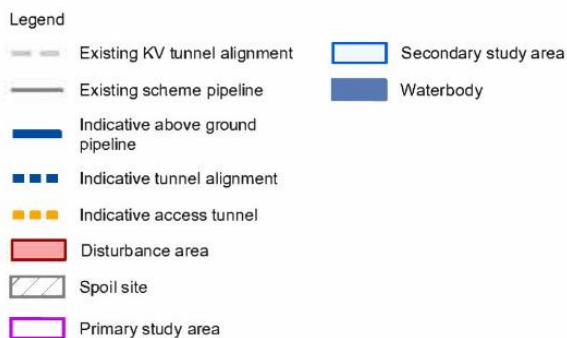 Legend
Existing KV tunnel alignment
Existing scheme pipeline
Indicative above ground
pipeline
Indicative tunnel alignment
Indicative access tunnel
Disturbance area
Spoil site
Primary study area
Secondary study area
Waterbody